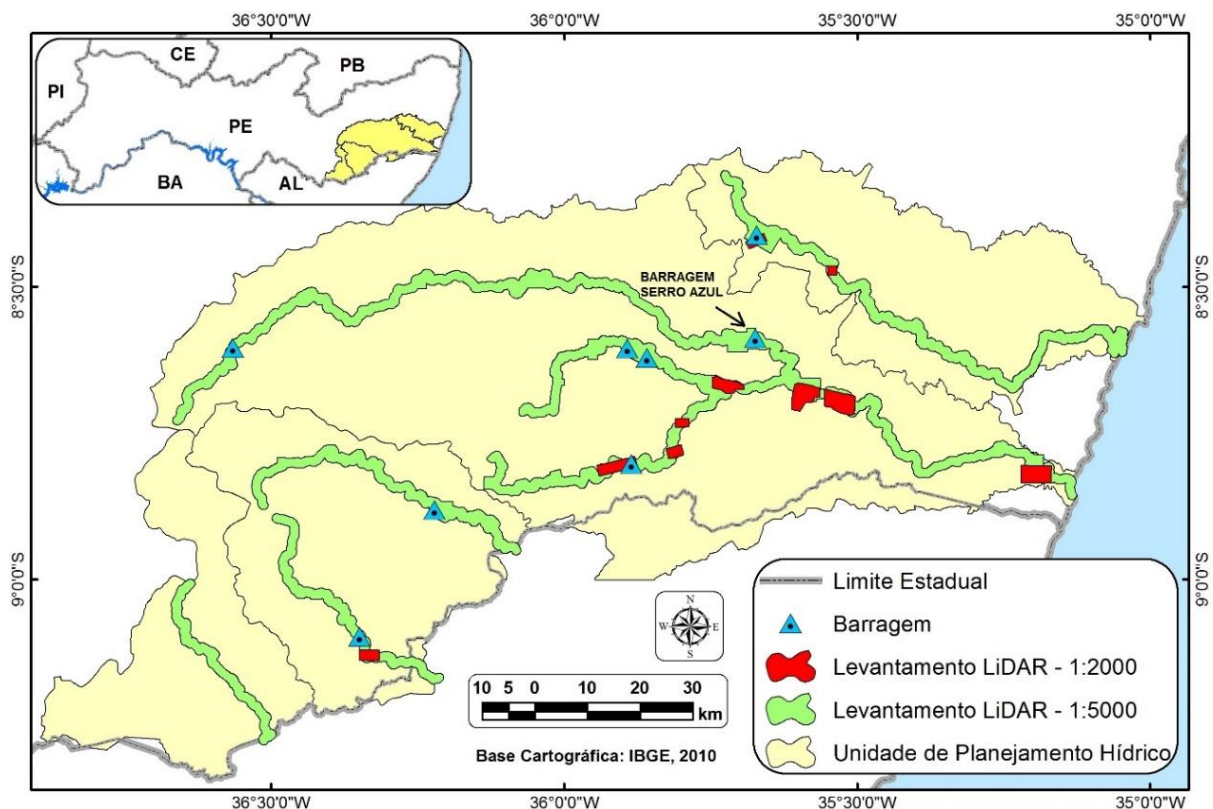 36°30'0"W
36°0'0"W
35°30'0"W
35°0'0"W
CE
PB
PI
PE
BA
AL
8°30'0"S
8°30'0"S
BARRAGEM
SERRO AZUL
9°0'0"S
9°0'0"S
N
W
E
S
10 5 0 10 20 30
km
Base Cartográfica: IBGE, 2010
Limite Estadual
Barragem
Levantamento LiDAR - 1:2000
Levantamento LiDAR - 1:5000
Unidade de Planejamento Hídrico
36°30'0"W
36°0'0"W
35°30'0"W
35°0'0"W